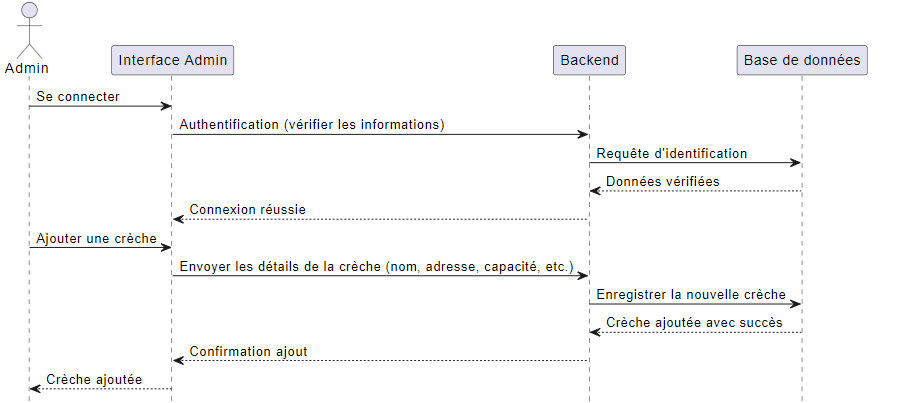 Admin
Interface Admin
Backend
Base de données
Se connecter
Authentification (vérifier les informations)
Requête d'identification
Données vérifiées
Connexion réussie
Ajouter une crèche
Envoyer les détails de la crèche (nom, adresse, capacité, etc.)
Enregistrer la nouvelle crèche
Crèche ajoutée avec succès
Confirmation ajout
Crèche ajoutée